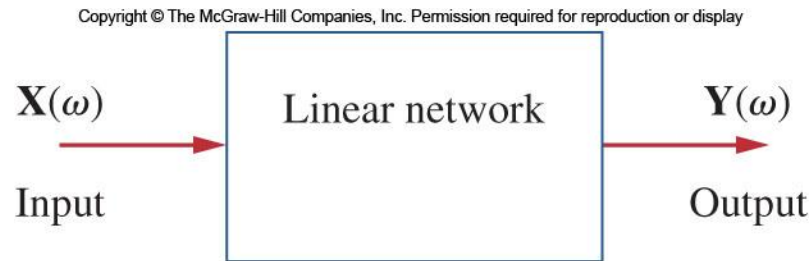 Copyright © The McGraw-Hill Companies, Inc. Permission required for reproduction or display
X(ω) Linear network Y(ω)
Input Output